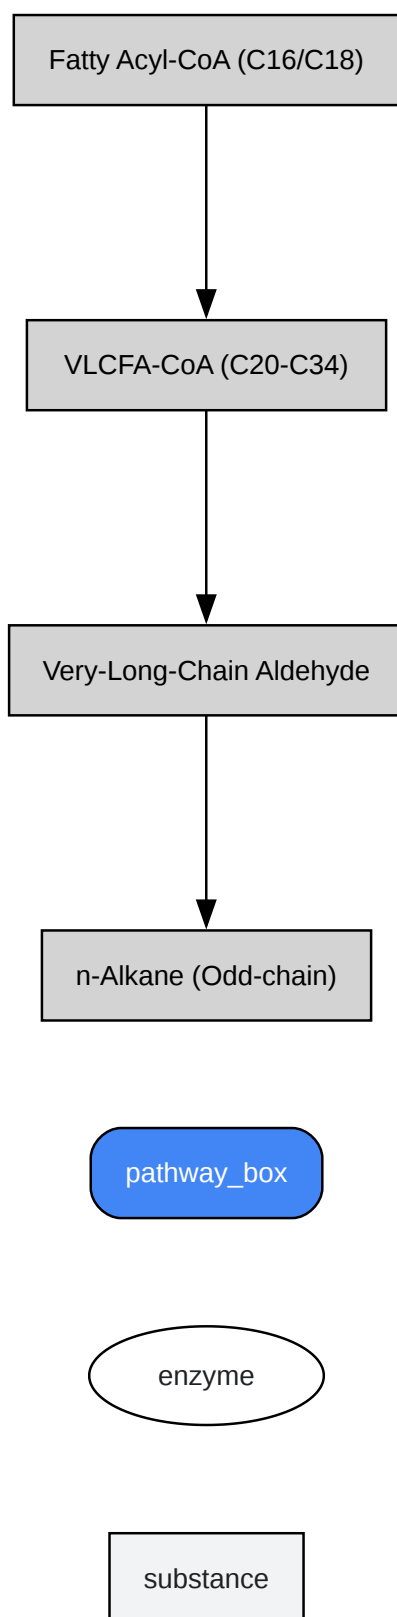 Fatty Acyl-CoA (C16/C18)
VLCFA-CoA (C20-C34)
Very-Long-Chain Aldehyde
n-Alkane (Odd-chain)
pathway_box
enzyme
substance